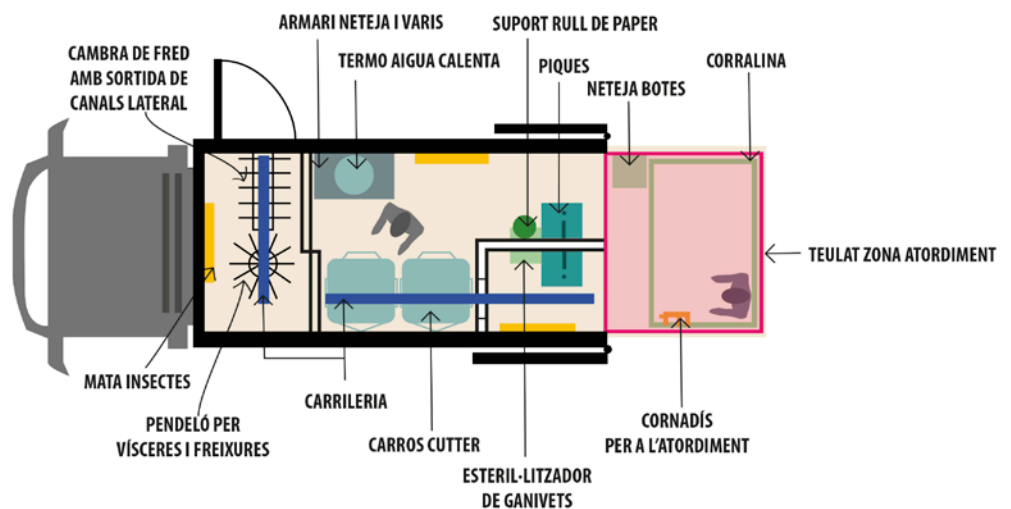 ARMARI NETEJA I VARIS
SUPORT RULL DE PAPER
CAMBRA DE FRED
AMB SORTIDA DE
CANALS LATERAL
TERMO AIGUA CALENTA
PIQUES
NETEJA BOTES
CORRALINA
TEULAT ZONA ATORDIMENT
MATA INSECTES
PENDELÓ PER
VÍSCERES I FREIXURES
CARRILERIA
CARROS CUTTER
ESTERIL·LITZADOR
DE GANIVETS
CORNADÍS
PER A L'ATORDIMENT